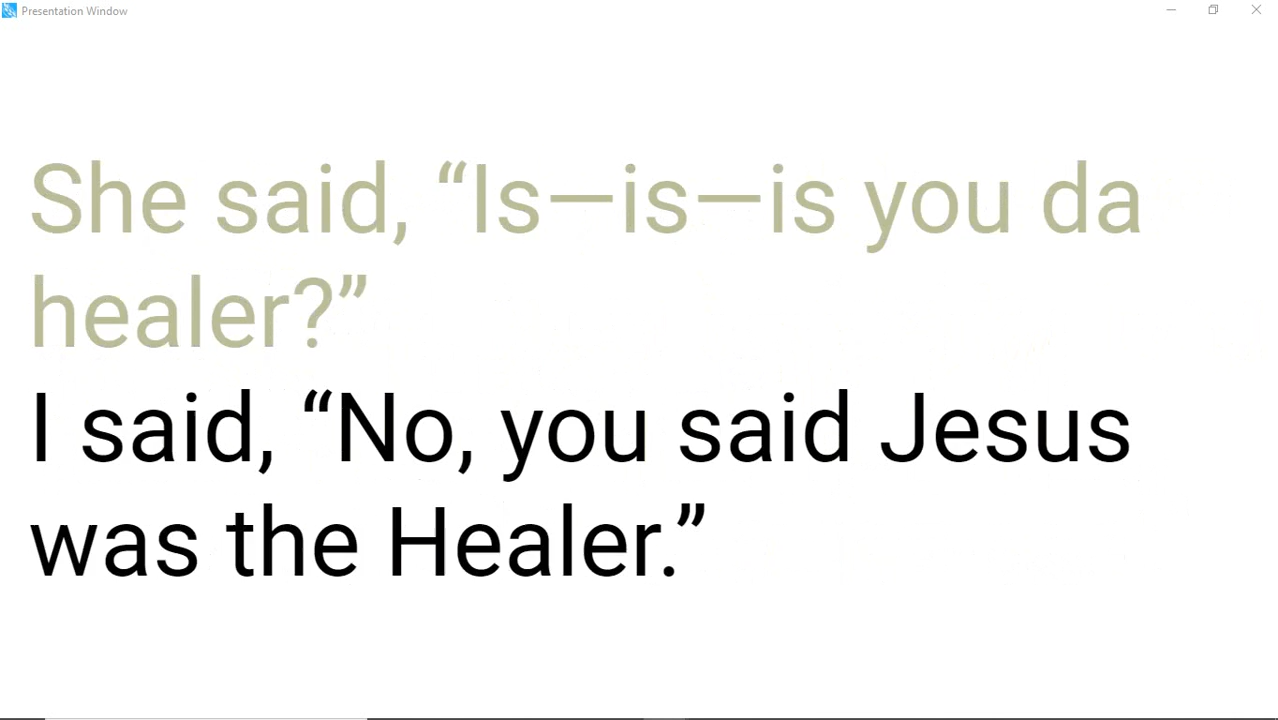 Presentation Window
She said, “Is—is—is you da
healer?”
I said, “No, you said Jesus
was the Healer.”